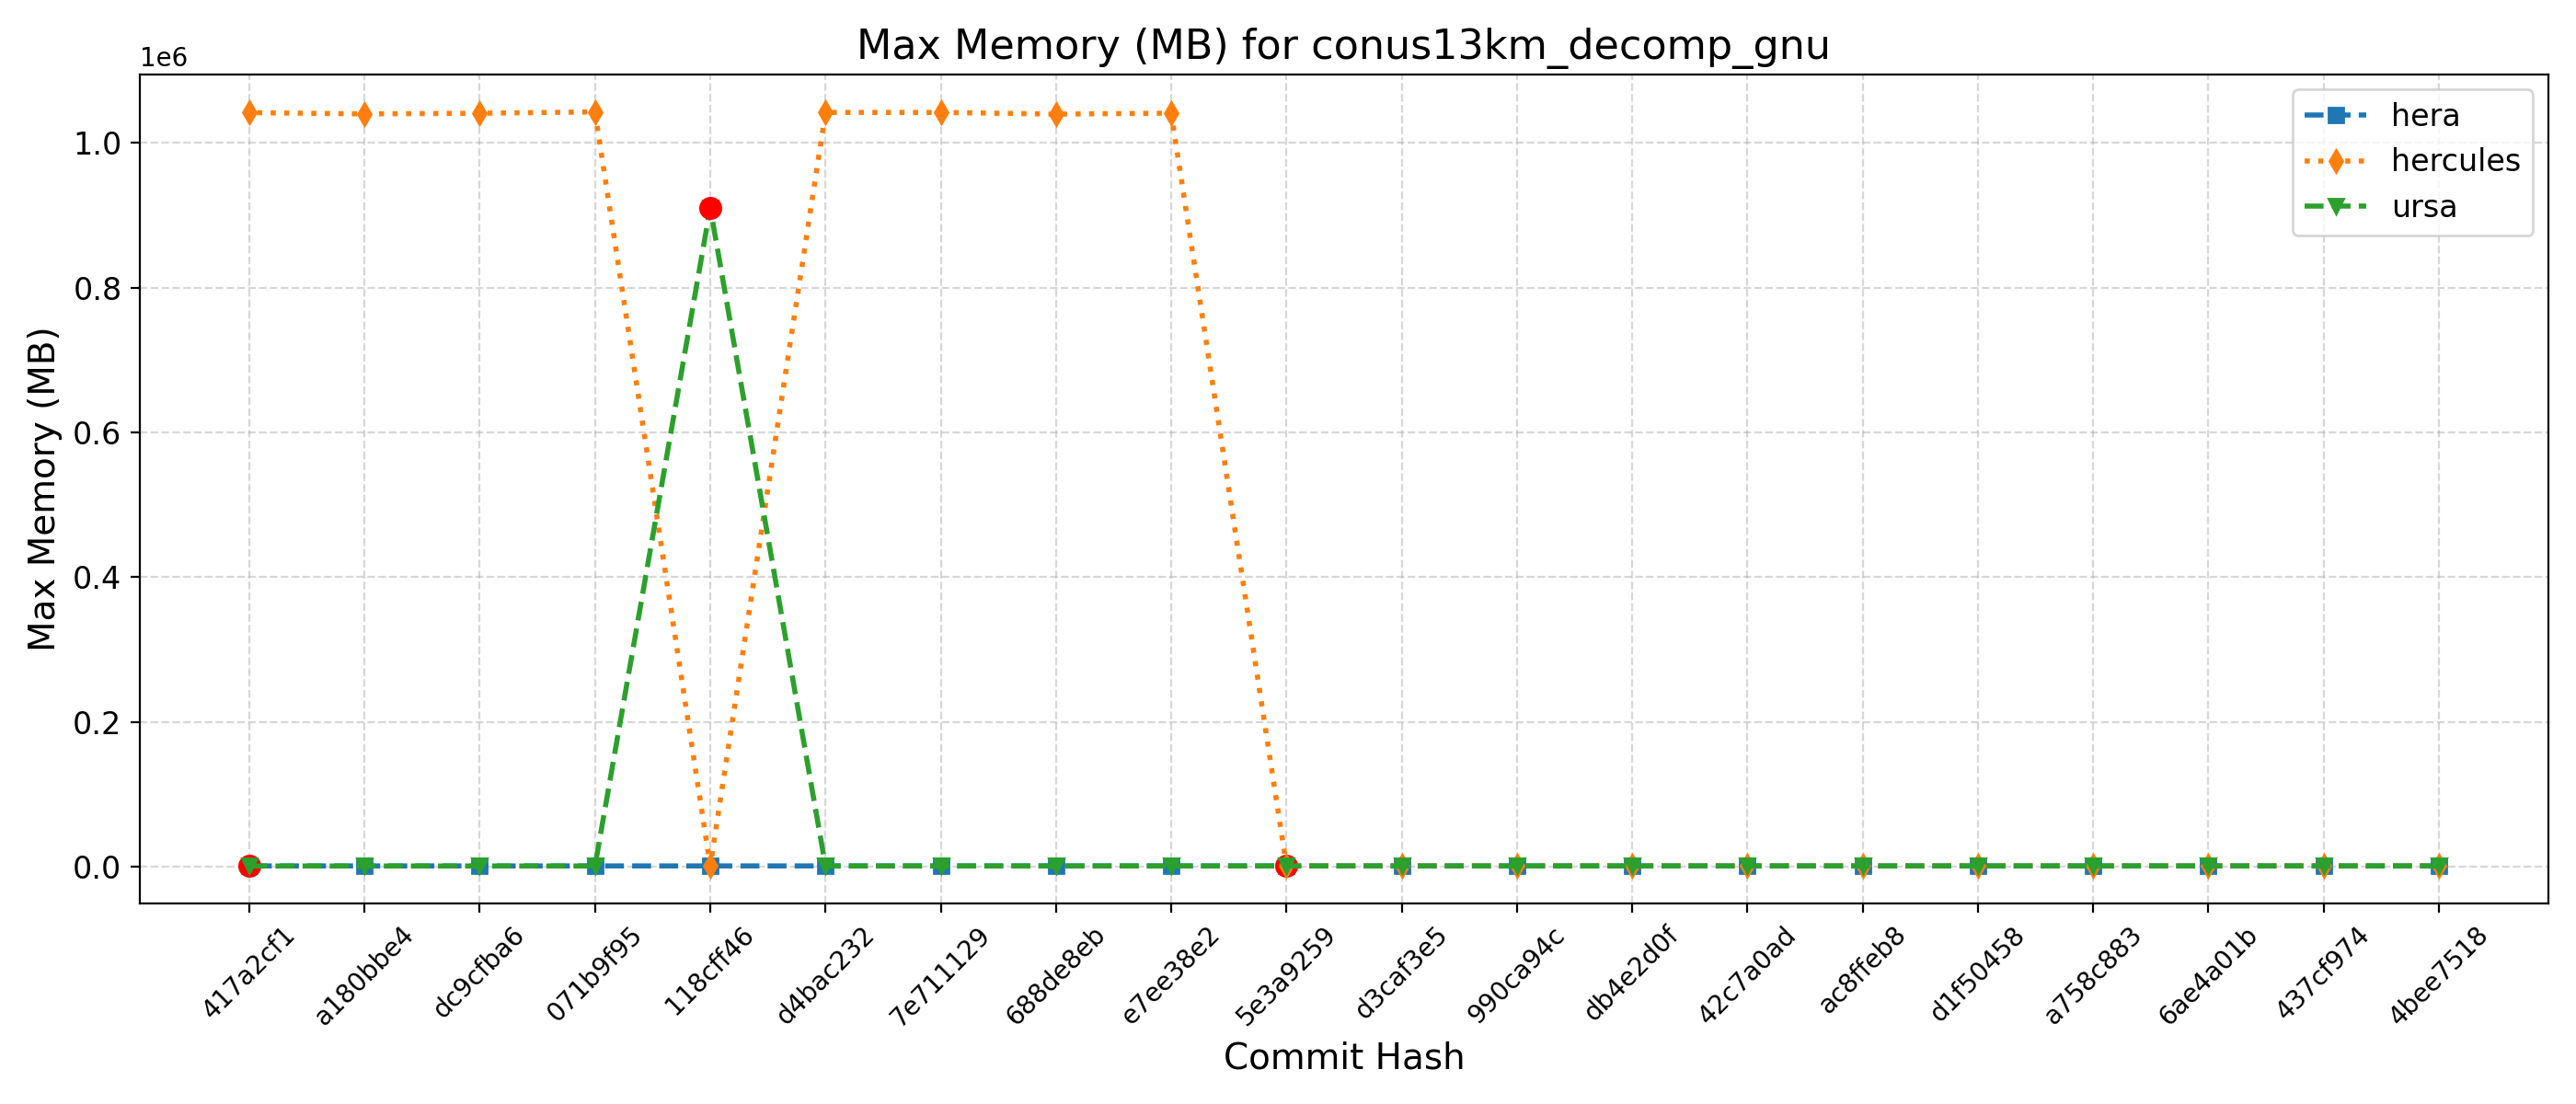 Max Memory (MB) for conus13km_decomp_gnu
1e6
1.0
0.8
0.6
0.4
0.2
0.0
Max Memory (MB)
hera
hercules
ursa
417a2cf1
a180bbe4
dc9cfba6
071b9f95
118cff46
d4bac232
7e711129
688de8eb
e7ee38e2
5e3a9259
d3caf3e5
990ca94c
db4e2d0f
42c7a0ad
ac8ffeb8
d1f50458
a758c883
6ae4a01b
437cf974
4bee7518
Commit Hash